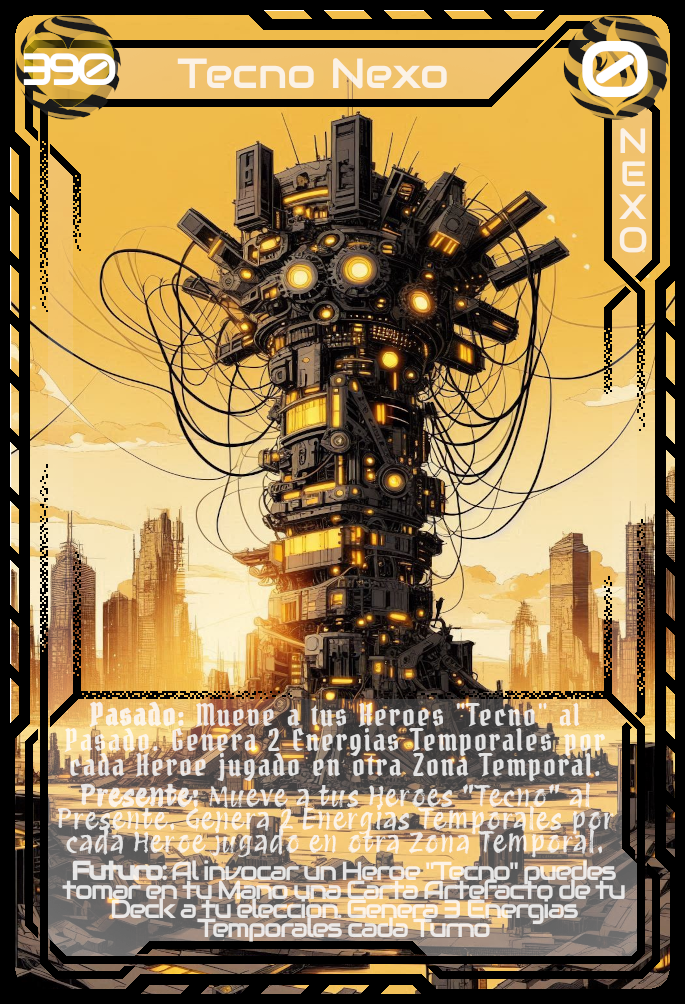 390
Tecno Nexo
0
NEXO
Pasado: Mueve a tus Heroes "Tecno" al
Pasado. Genera 2 Energias Temporales por
cada Heroe jugado en otra Zona Temporal.
Presente: Mueve a tus Heroes "Tecno" al
Presente. Genera 2 Energias Temporales por
cada Heroe jugado en otra Zona Temporal.
Futuro: Al invocar un Heroe "Tecno" puedes
tomar en tu Mano una Carta Artefacto de tu
Deck a tu eleccion. Genera 3 Energias
Temporales cada Turno